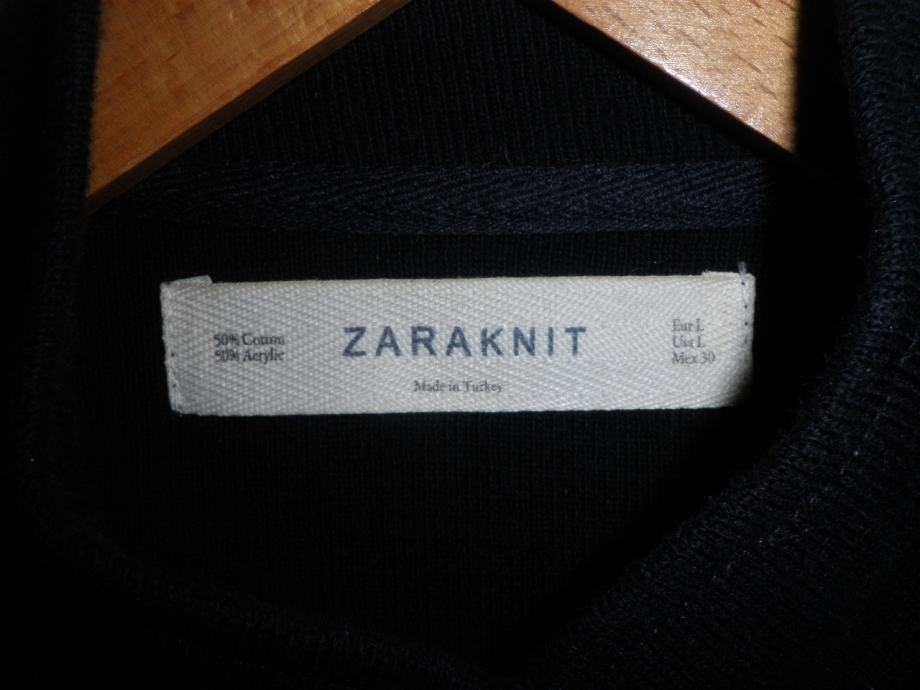 50% Cotton
50% Acrylic
ZARAKNIT
Made in Turkey
Eur L
Usa L
Mex 30